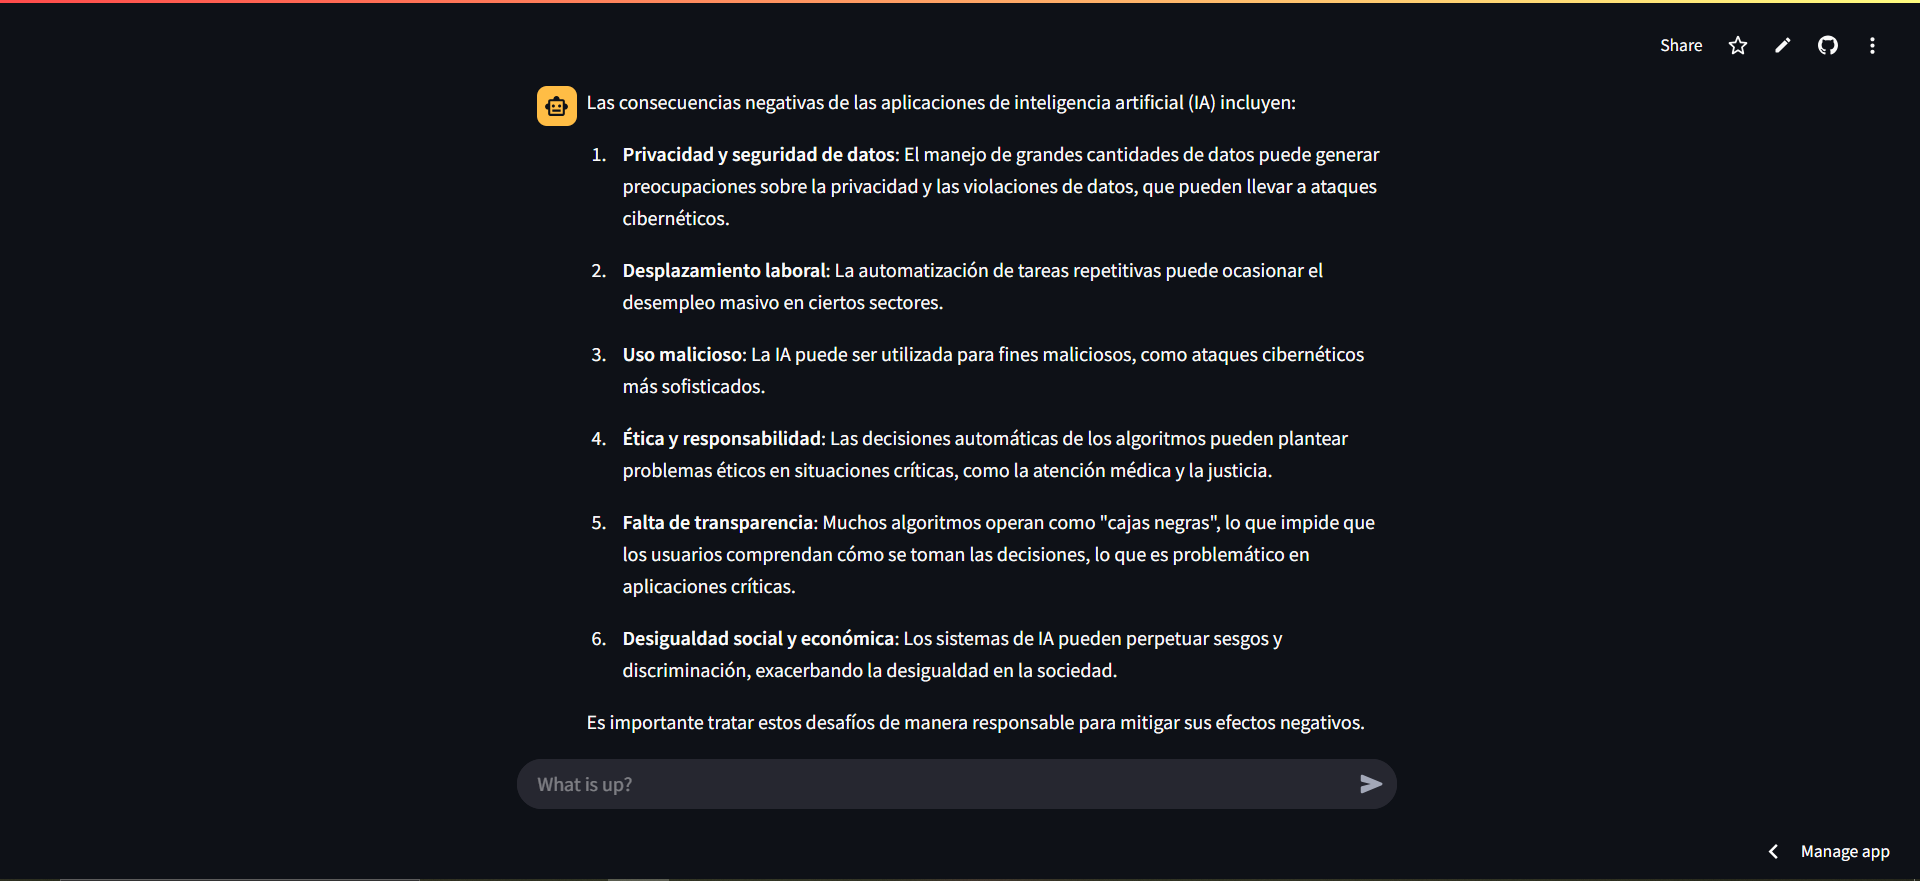 Share
Las consecuencias negativas de las aplicaciones de inteligencia artificial (IA) incluyen:
1. Privacidad y seguridad de datos: El manejo de grandes cantidades de datos puede generar
preocupaciones sobre la privacidad y las violaciones de datos, que pueden llevar a ataques
cibernéticos.
2. Desplazamiento laboral: La automatización de tareas repetitivas puede ocasionar el
desempleo masivo en ciertos sectores.
3. Uso malicioso: La IA puede ser utilizada para fines maliciosos, como ataques cibernéticos
más sofisticados.
4. Ética y responsabilidad: Las decisiones automáticas de los algoritmos pueden plantear
problemas éticos en situaciones críticas, como la atención médica y la justicia.
5. Falta de transparencia: Muchos algoritmos operan como "cajas negras", lo que impide que
los usuarios comprendan cómo se toman las decisiones, lo que es problemático en
aplicaciones críticas.
6. Desigualdad social y económica: Los sistemas de IA pueden perpetuar sesgos y
discriminación, exacerbando la desigualdad en la sociedad.
Es importante tratar estos desafíos de manera responsable para mitigar sus efectos negativos.
What is up?
Manage app